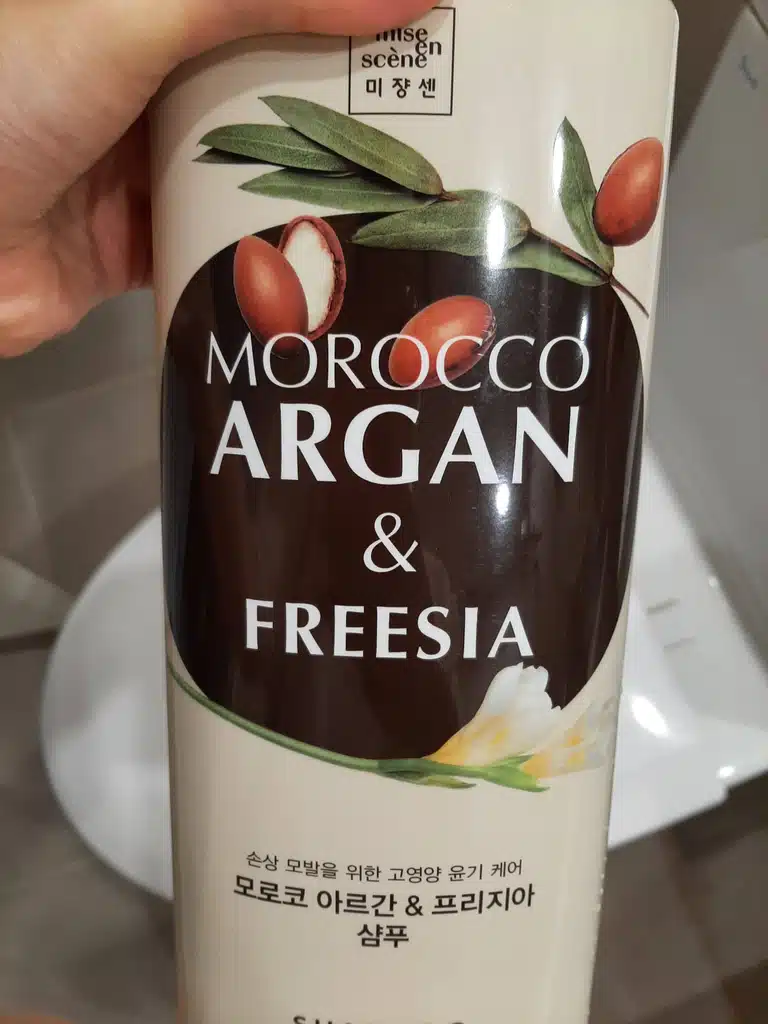 mise
en
scène
미쟝센
MOROCCO
ARGAN
&
FREESIA
손상 모발을 위한 고영양 윤기 케어
모로코 아르간 & 프리지아
샴푸